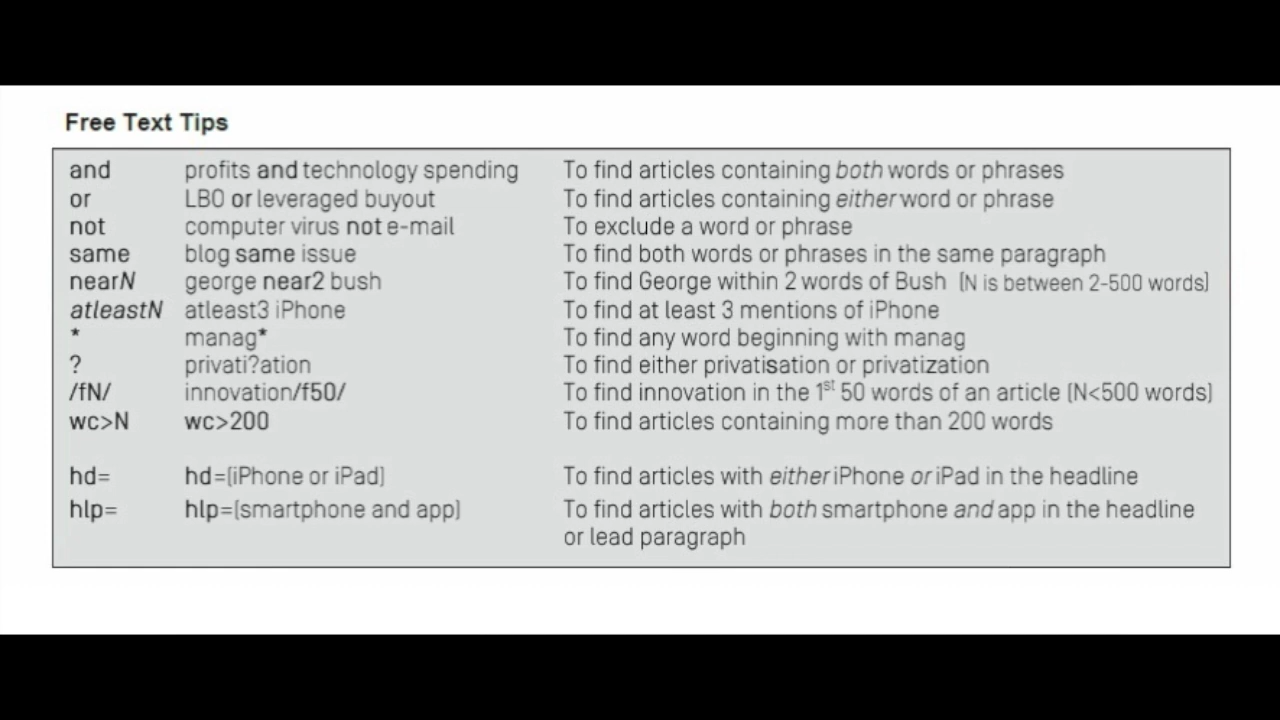 Free Text Tips
and profits and technology spending To find articles containing both words or phrases
or LBO or leveraged buyout To find articles containing either word or phrase
not computer virus not e-mail To exclude a word or phrase
same blog same issue To find both words or phrases in the same paragraph
nearN george near2 bush To find George within 2 words of Bush (N is between 2-500 words)
atleastN atleast3 iPhone To find at least 3 mentions of iPhone
* manag* To find any word beginning with manag
? privati?ation To find either privatisation or privatization
/fN/ innovation/f50/ To find innovation in the 1st 50 words of an article (N<500 words)
wc>N wc>200 To find articles containing more than 200 words
hd= hd=(iPhone or iPad) To find articles with either iPhone or iPad in the headline
hlp= hlp=(smartphone and app) To find articles with both smartphone and app in the headline
or lead paragraph